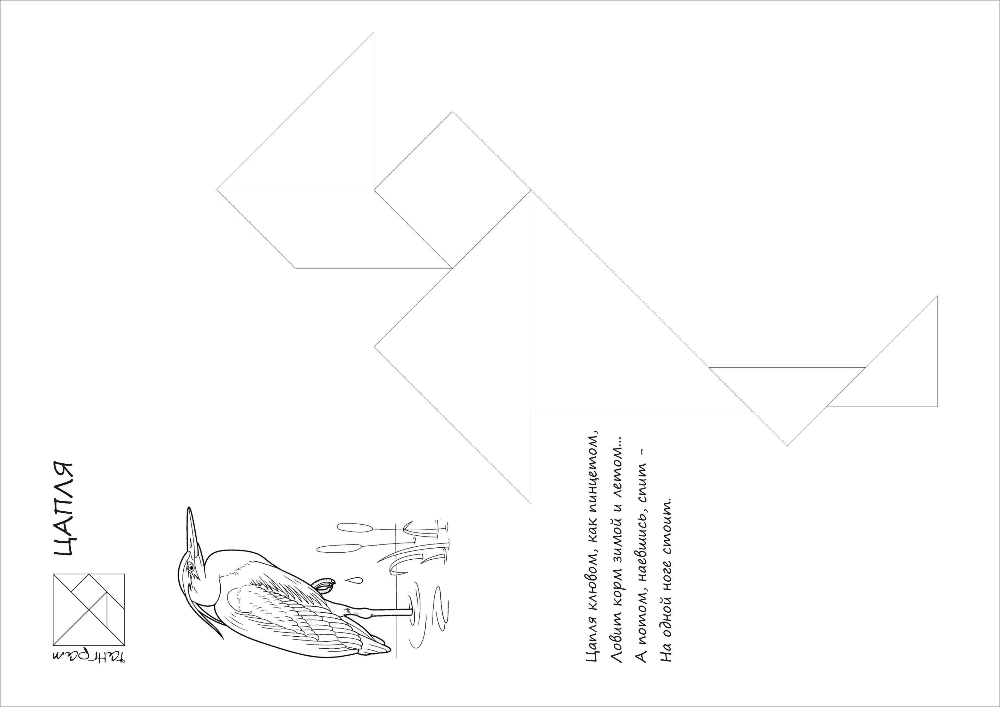 Танграм
ЦАПЛЯ
Цапля клювом, как пинцетом,
Ловит корм зимой и летом...
А потом, наевшись, спит –
На одной ноге стоит.